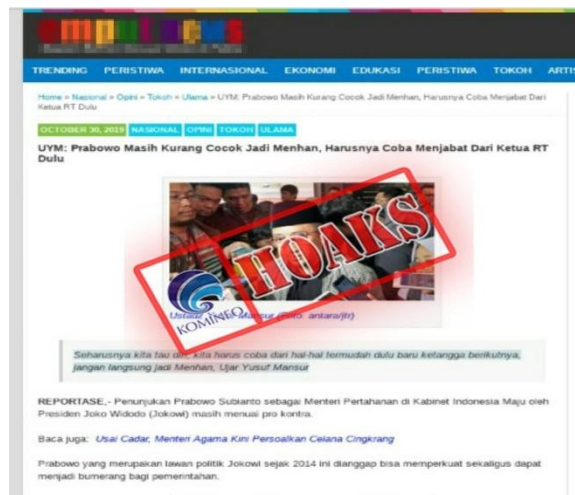 TRENDING PERISTIWA INTERNASIONAL EKONOMI EDUKASI PERISTIWA TOKOH ARTIS
Home » Nasional » Opini » Tokoh » Ulama » UYM: Prabowo Masih Kurang Cocok Jadi Menhan, Harusnya Coba Menjabat Dari
Ketua RT Dulu
OCTOBER 30, 2019 NASIONAL OPINI TOKOH ULAMA
UYM: Prabowo Masih Kurang Cocok Jadi Menhan, Harusnya Coba Menjabat Dari Ketua RT
Dulu
HOAKS
KOMINFO
Ustadz Yusuf Mansur (Foto: antara/jtr)
Seharusnya kita tau diri, kita harus coba dari hal-hal termudah dulu baru ketangga berikutnya,
jangan langsung jadi Menhan, Ujar Yusuf Mansur
REPORTASE,- Penunjukan Prabowo Subianto sebagai Menteri Pertahanan di Kabinet Indonesia Maju oleh
Presiden Joko Widodo (Jokowi) masih menuai pro kontra.
Baca juga: Usai Cadar, Menteri Agama Kini Persoalkan Celana Cingkrang
Prabowo yang merupakan lawan politik Jokowi sejak 2014 ini dianggap bisa memperkuat sekaligus dapat
menjadi bumerang bagi pemerintahan.